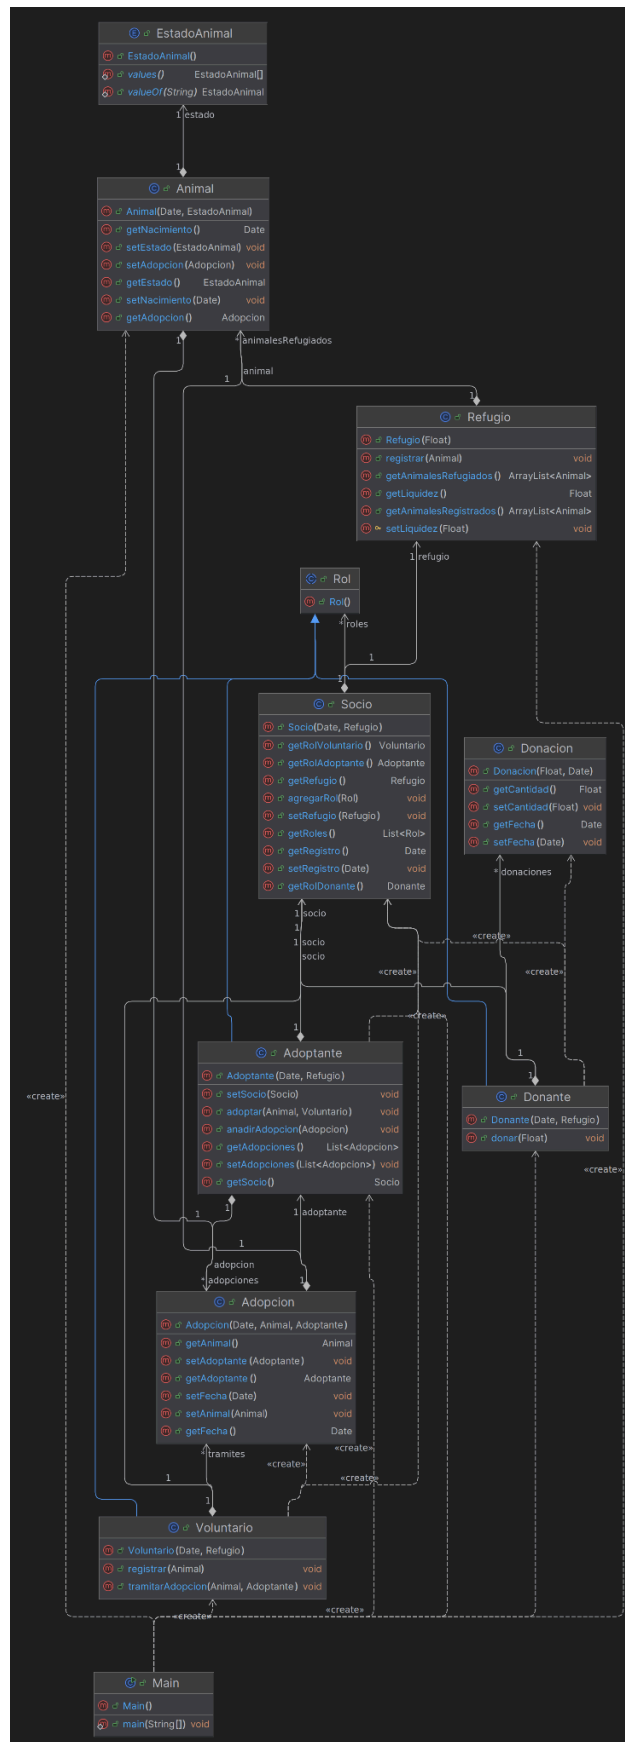 EstadoAnimal
EstadoAnimal()
values() EstadoAnimal[]
valueOf(String) EstadoAnimal
1 estado
1
Animal
Animal(Date, EstadoAnimal)
getNacimiento() Date
setEstado(EstadoAnimal) void
setAdopcion(Adopcion) void
getEstado() EstadoAnimal
setNacimiento(Date) void
getAdopcion() Adopcion
1
* animalesRefugiados
animal
1
1
Refugio
Refugio(Float)
registrar(Animal) void
getAnimalesRefugiados() ArrayList<Animal>
getLiquidez() Float
getAnimalesRegistrados() ArrayList<Animal>
setLiquidez(Float) void
1 refugio
Rol
Rol()
* roles
1
1
Socio
Socio(Date, Refugio)
getRolVoluntario() Voluntario
getRolAdoptante() Adoptante
getRefugio() Refugio
agregarRol(Rol) void
setRefugio(Refugio) void
getRoles() List<Rol>
getRegistro() Date
setRegistro(Date) void
getRolDonante() Donante
Donacion
Donacion(Float, Date)
getCantidad() Float
setCantidad(Float) void
getFecha() Date
setFecha(Date) void
* donaciones
1 socio
1
1 socio
socio
«create»
«create»
«create»
«create»
1
1
1
1
Adoptante
Adoptante(Date, Refugio)
setSocio(Socio) void
adoptar(Animal, Voluntario) void
anadirAdopcion(Adopcion) void
getAdopciones() List<Adopcion>
setAdopciones(List<Adopcion>) void
getSocio() Socio
Donante
Donante(Date, Refugio)
donar(Float) void
«create»
«create»
1
1 adoptante
1
1
adopcion
* adopciones
1
Adopcion
Adopcion(Date, Animal, Adoptante)
getAnimal() Animal
setAdoptante(Adoptante) void
getAdoptante() Adoptante
setFecha(Date) void
setAnimal(Animal) void
getFecha() Date
* tramites
«create»
«create»
«create»
1
1
Voluntario
Voluntario(Date, Refugio)
registrar(Animal) void
tramitarAdopcion(Animal, Adoptante) void
«create»
«create»
Main
Main()
main(String[]) void